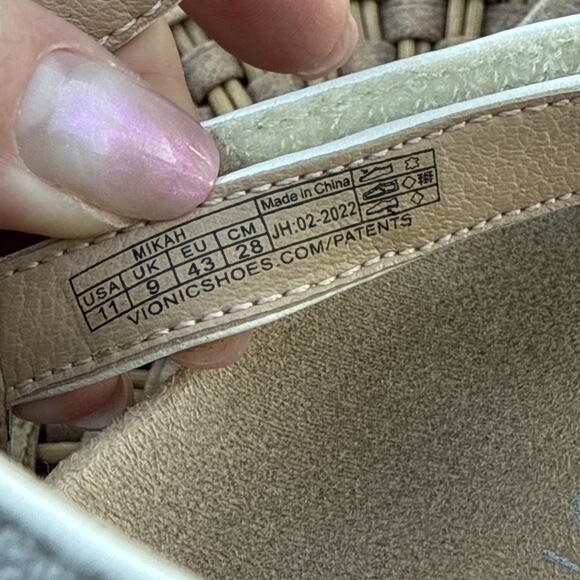 MIKAH
USA UK EU CM
11 9 43 28
Made in China
JH:02-2022
VIONICSHOES.COM/PATENTS